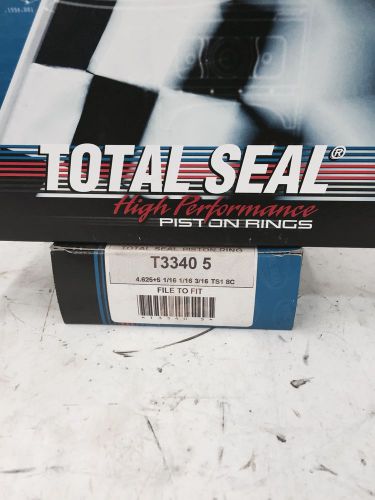 TOTAL SEAL®
High Performance
PISTON RINGS
TOTAL SEAL PISTON RING
T3340 5
4.625+5 1/16 1/16 3/16 TS1 SC
FILE TO FIT